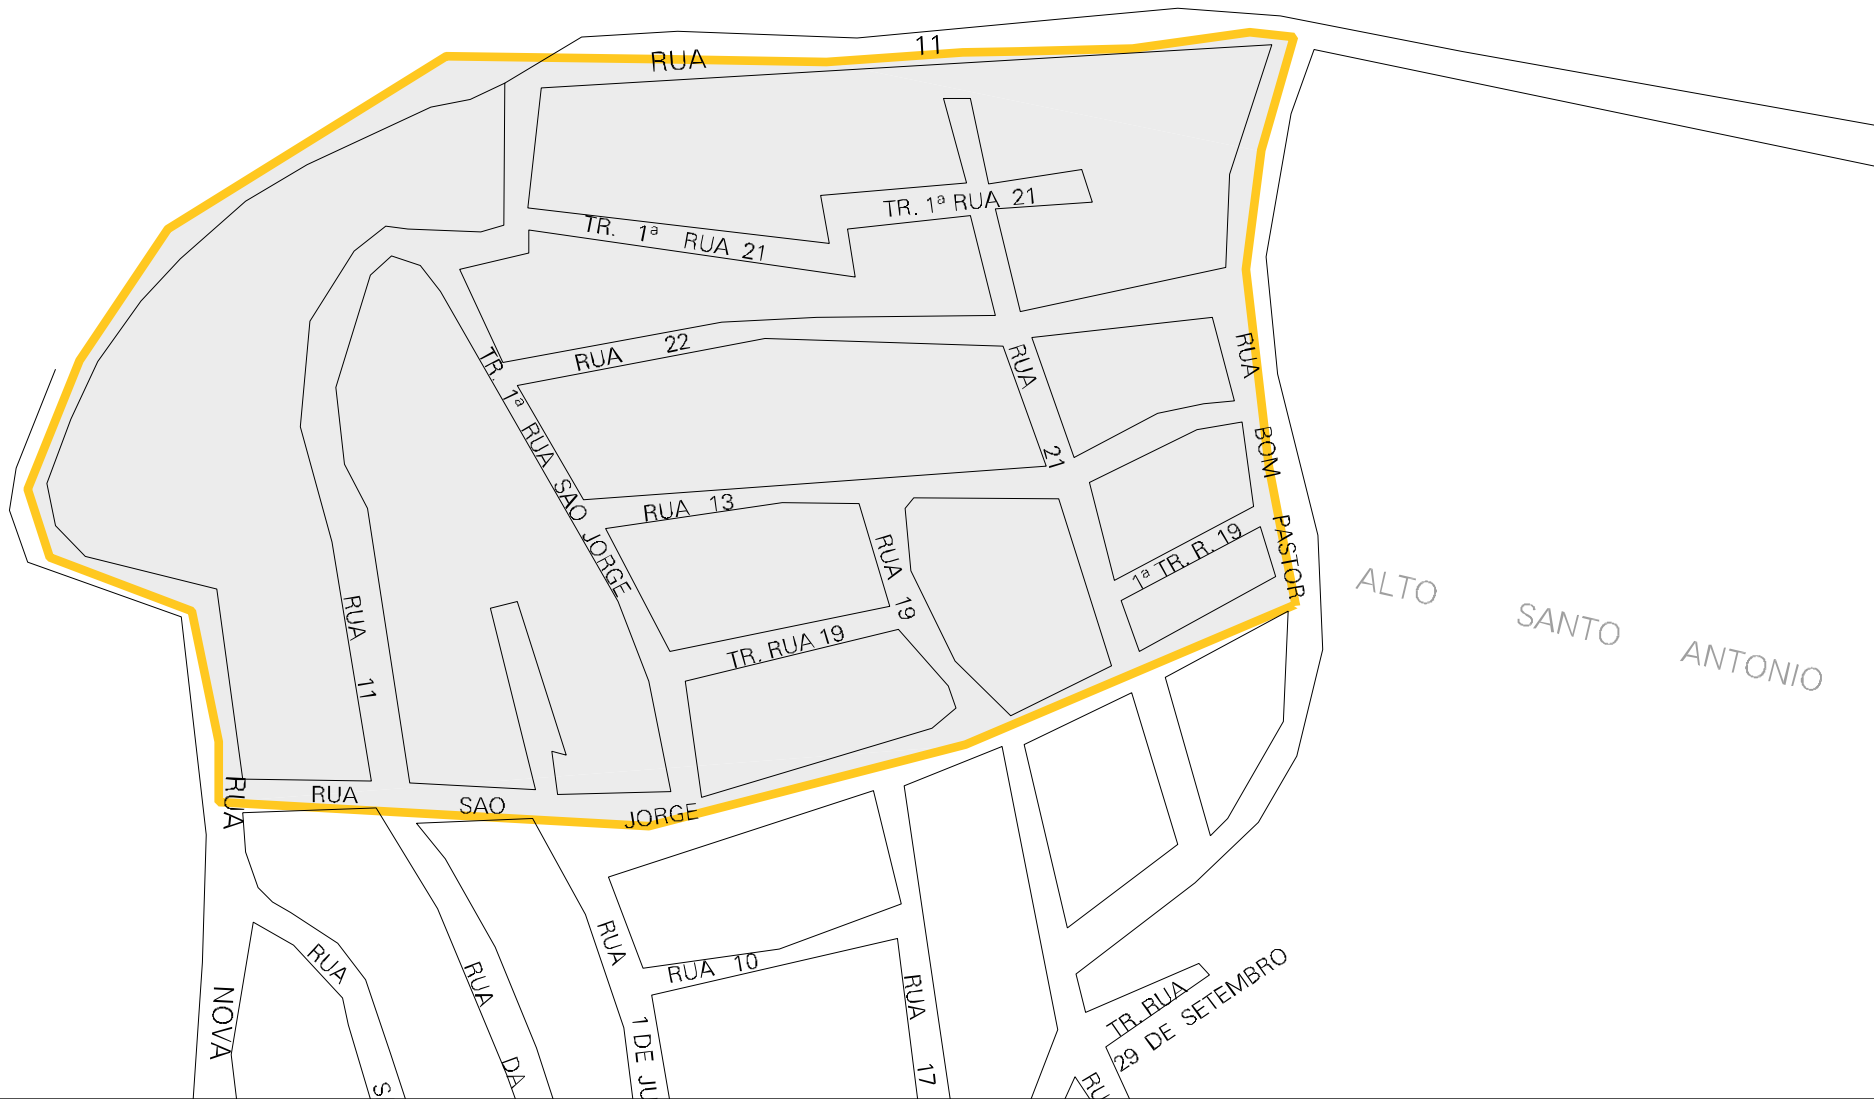 RUA 11
TR. 1ª RUA 21
TR. 1ª RUA 21
RUA 22
TR. 1ª RUA SAO JORGE
RUA 21
RUA BOM PASTOR
RUA 13
RUA 19
1ª TR. R. 19
TR. RUA 19
RUA 11
ALTO SANTO ANTONIO
RUA SAO JORGE
RUA NOVA
RUA S
RUA DA
RUA 1 DE JU
RUA 10
RUA 17
TR. RUA
29 DE SETEMBRO
RU